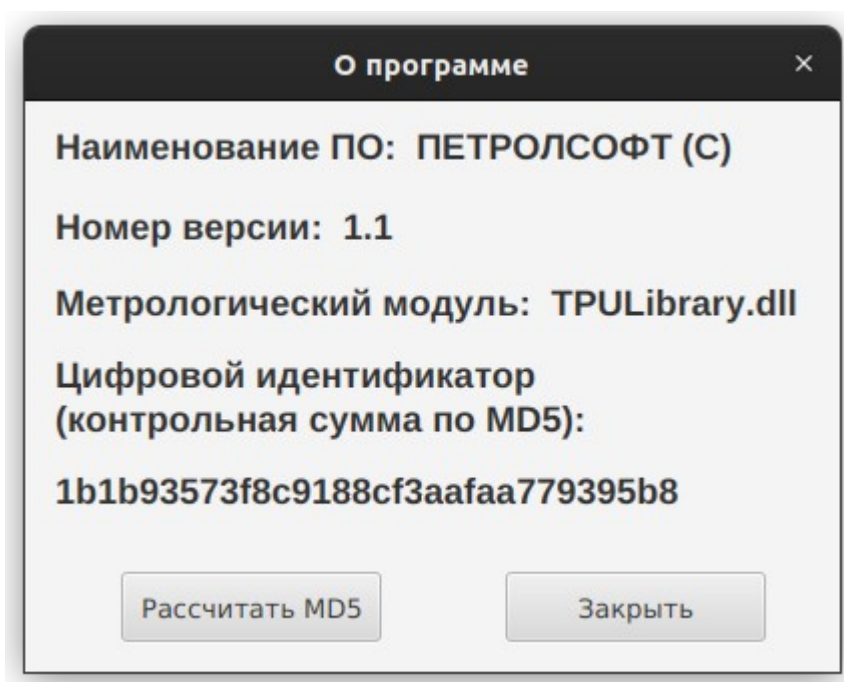 О программе ×
Наименование ПО: ПЕТРОЛСОФТ (С)
Номер версии: 1.1
Метрологический модуль: TPULibrary.dll
Цифровой идентификатор
(контрольная сумма по MD5):
1b1b93573f8c9188cf3aafaa779395b8
Рассчитать MD5 Закрыть